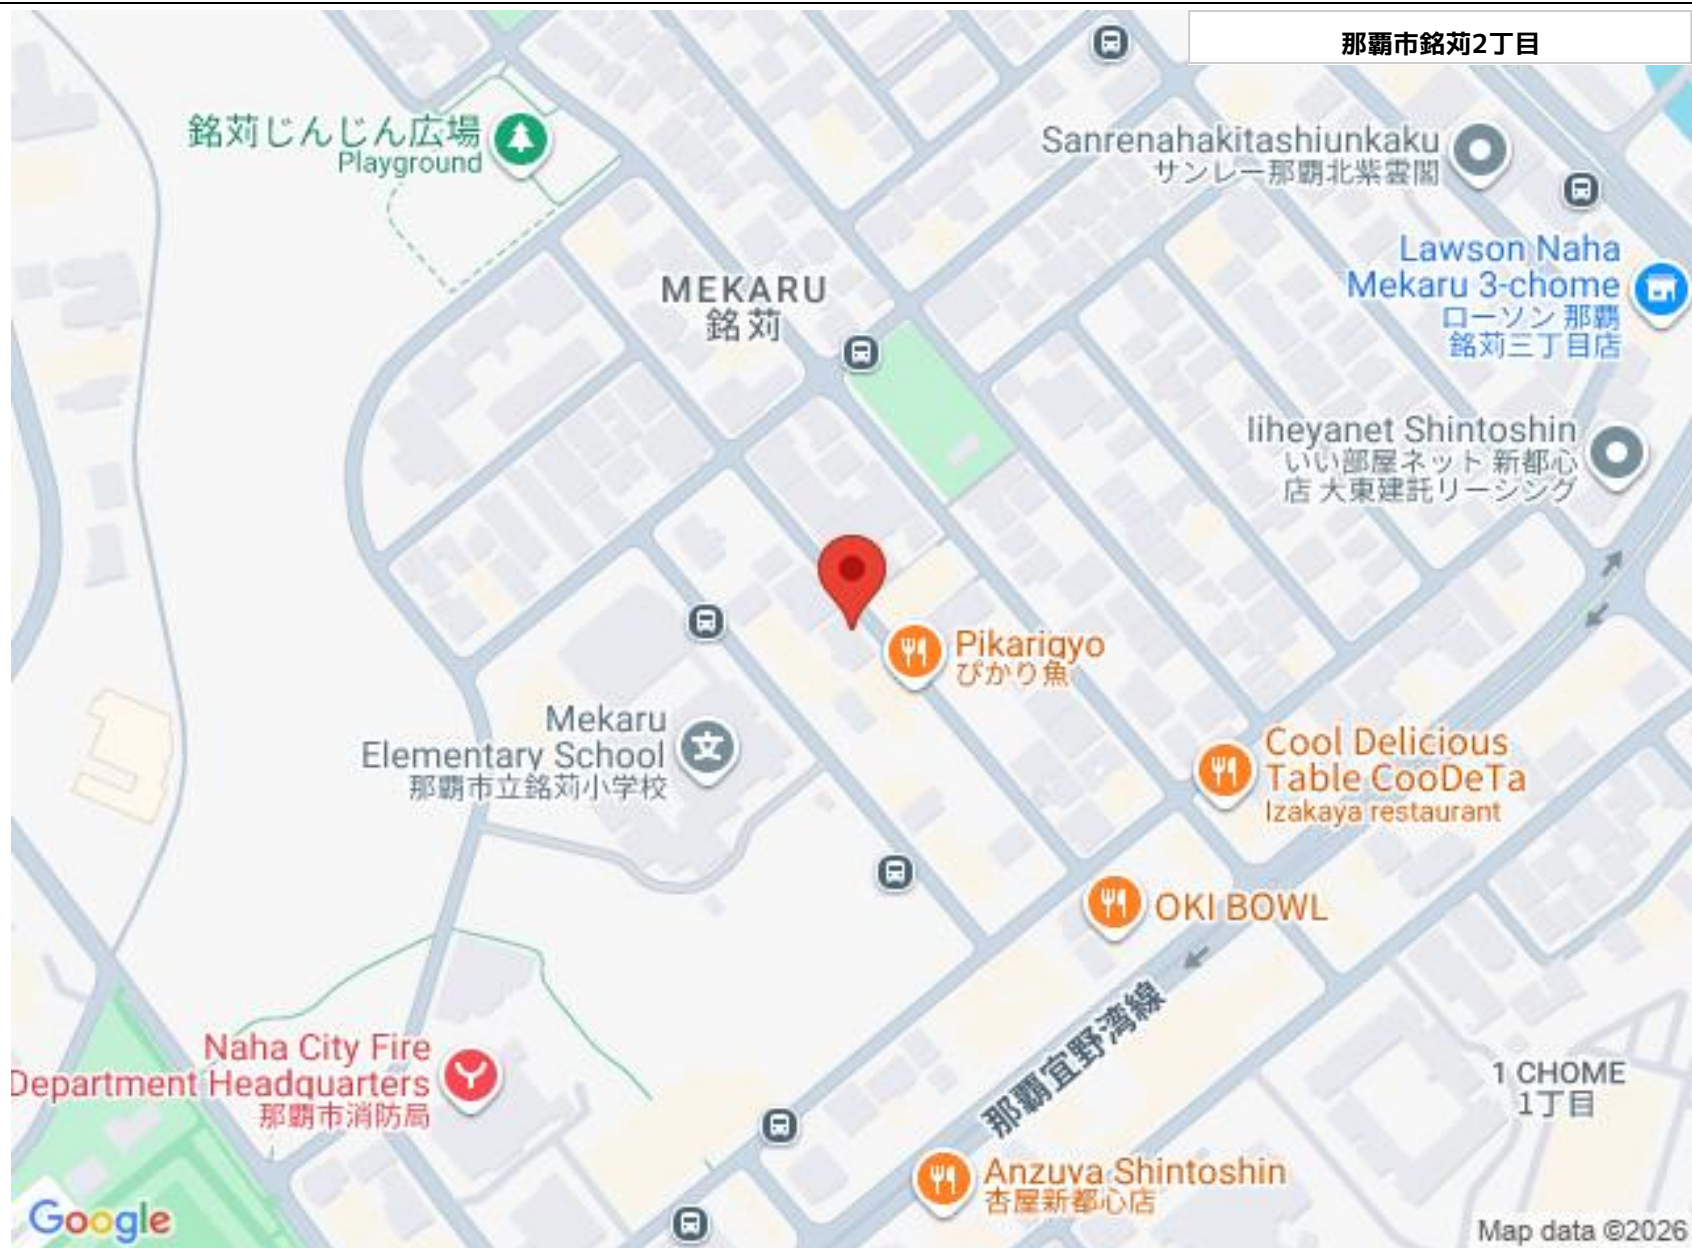 那覇市銘苅2丁目
銘苅じんじん広場
Playground
Sanrenahakitashiunkaku
サンレー那覇北紫雲閣
Lawson Naha
Mekaru 3-chome
ローソン 那覇
銘苅三丁目店
MEKARU
銘苅
Iiheyanet Shintoshin
いい部屋ネット 新都心
店 大東建託リーシング
Pikarigyo
ぴかり魚
Mekaru
Elementary School
那覇市立銘苅小学校
文
Cool Delicious
Table CooDeTa
Izakaya restaurant
OKI BOWL
那覇宜野湾線
Naha City Fire
Department Headquarters
那覇市消防局
1 CHOME
1丁目
Anzuya Shintoshin
杏屋新都心店
Google
Map data ©2026